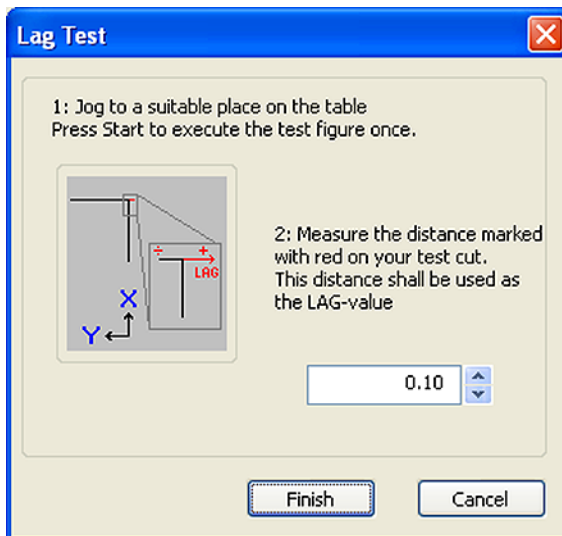 Lag Test
1: Jog to a suitable place on the table
Press Start to execute the test figure once.
÷ +
LAG
X
Y
2: Measure the distance marked
with red on your test cut.
This distance shall be used as
the LAG-value
0.10
Finish Cancel